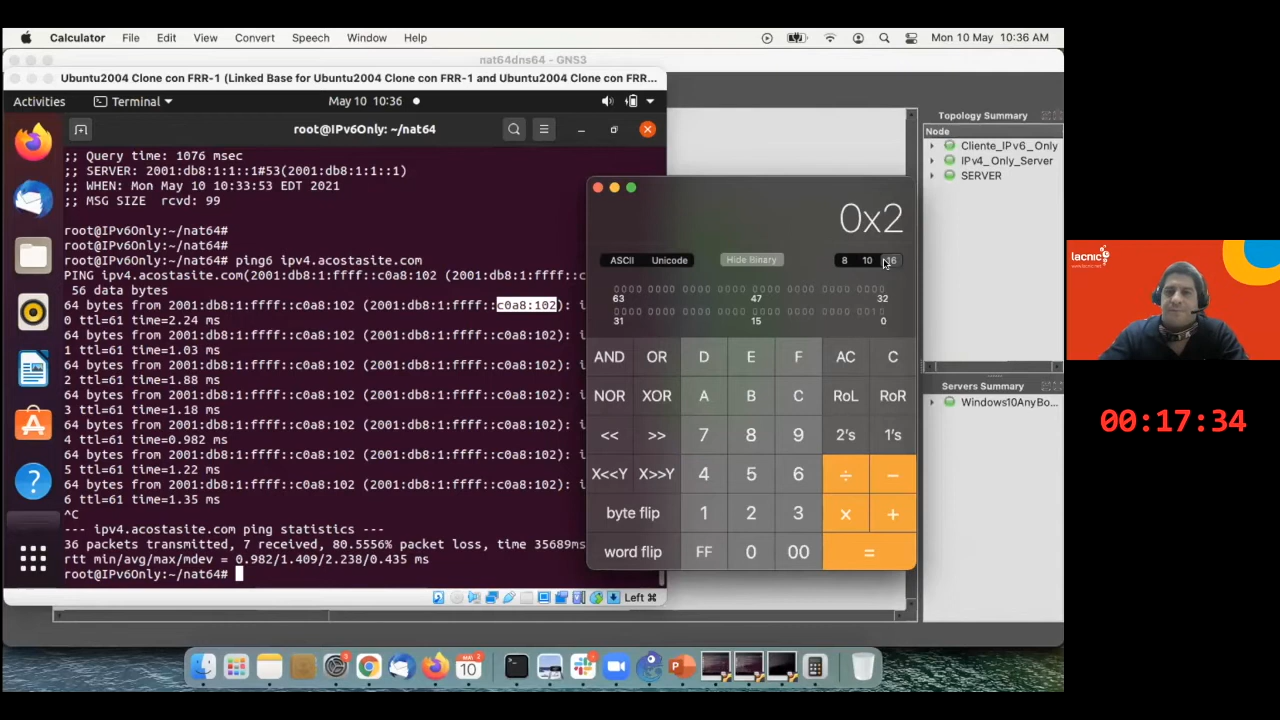 Calculator File Edit View Convert Speech Window Help Mon 10 May 10:36 AM
nat64dns64 - GNS3
Ubuntu2004 Clone con FRR-1 (Linked Base for Ubuntu2004 Clone con FRR-1 and Ubuntu2004 Clone con FRR...
Activities Terminal May 10 10:36
root@IPv6Only: ~/nat64
;; Query time: 1076 msec
;; SERVER: 2001:db8:1:1::1#53(2001:db8:1:1::1)
;; WHEN: Mon May 10 10:33:53 EDT 2021
;; MSG SIZE rcvd: 99
root@IPv6Only:~/nat64#
root@IPv6Only:~/nat64#
root@IPv6Only:~/nat64# ping6 ipv4.acostasite.com
PING ipv4.acostasite.com(2001:db8:1:ffff::c0a8:102 (2001:db8:1:ffff::c
56 data bytes
64 bytes from 2001:db8:1:ffff::c0a8:102 (2001:db8:1:ffff::c0a8:102): i
0 ttl=61 time=2.24 ms
64 bytes from 2001:db8:1:ffff::c0a8:102 (2001:db8:1:ffff::c0a8:102): i
1 ttl=61 time=1.03 ms
64 bytes from 2001:db8:1:ffff::c0a8:102 (2001:db8:1:ffff::c0a8:102): i
2 ttl=61 time=1.88 ms
64 bytes from 2001:db8:1:ffff::c0a8:102 (2001:db8:1:ffff::c0a8:102): i
3 ttl=61 time=1.18 ms
64 bytes from 2001:db8:1:ffff::c0a8:102 (2001:db8:1:ffff::c0a8:102): i
4 ttl=61 time=0.982 ms
64 bytes from 2001:db8:1:ffff::c0a8:102 (2001:db8:1:ffff::c0a8:102): i
5 ttl=61 time=1.22 ms
64 bytes from 2001:db8:1:ffff::c0a8:102 (2001:db8:1:ffff::c0a8:102): i
6 ttl=61 time=1.35 ms
^C
--- ipv4.acostasite.com ping statistics ---
36 packets transmitted, 7 received, 80.5556% packet loss, time 35689ms
rtt min/avg/max/mdev = 0.982/1.409/2.238/0.435 ms
root@IPv6Only:~/nat64#
Left ⌘
0x2
ASCII Unicode Hide Binary 8 10 16
0000 0000 0000 0000 0000 0000 0000 0000
63 47 32
0000 0000 0000 0000 0000 0000 0000 0010
31 15 0
AND OR D E F AC C
NOR XOR A B C RoL RoR
<< >> 7 8 9 2's 1's
X<<Y X>>Y 4 5 6 ÷ −
byte flip 1 2 3 x +
word flip FF 0 00 =
Topology Summary
Node
Cliente_IPv6_Only
IPv4_Only_Server
SERVER
Servers Summary
Windows10AnyBo...
10
lacnic
00:17:34